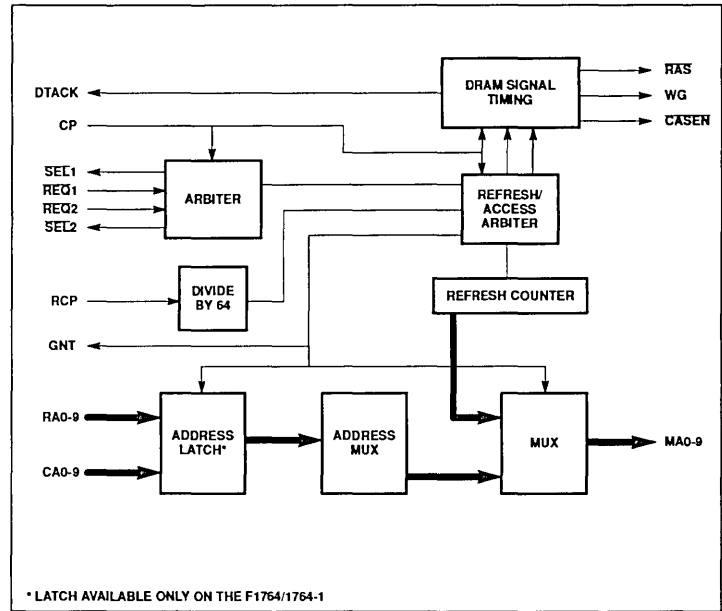 DTACK
CP
SEL1
REQ1
REQ2
SEL2
RCP
GNT
RA0-9
CA0-9
DRAM SIGNAL
TIMING
RAS
WG
CASEN
ARBITER
REFRESH/
ACCESS
ARBITER
DIVIDE
BY 64
REFRESH COUNTER
ADDRESS
LATCH*
ADDRESS
MUX
MUX
MA0-9
* LATCH AVAILABLE ONLY ON THE F1764/1764-1